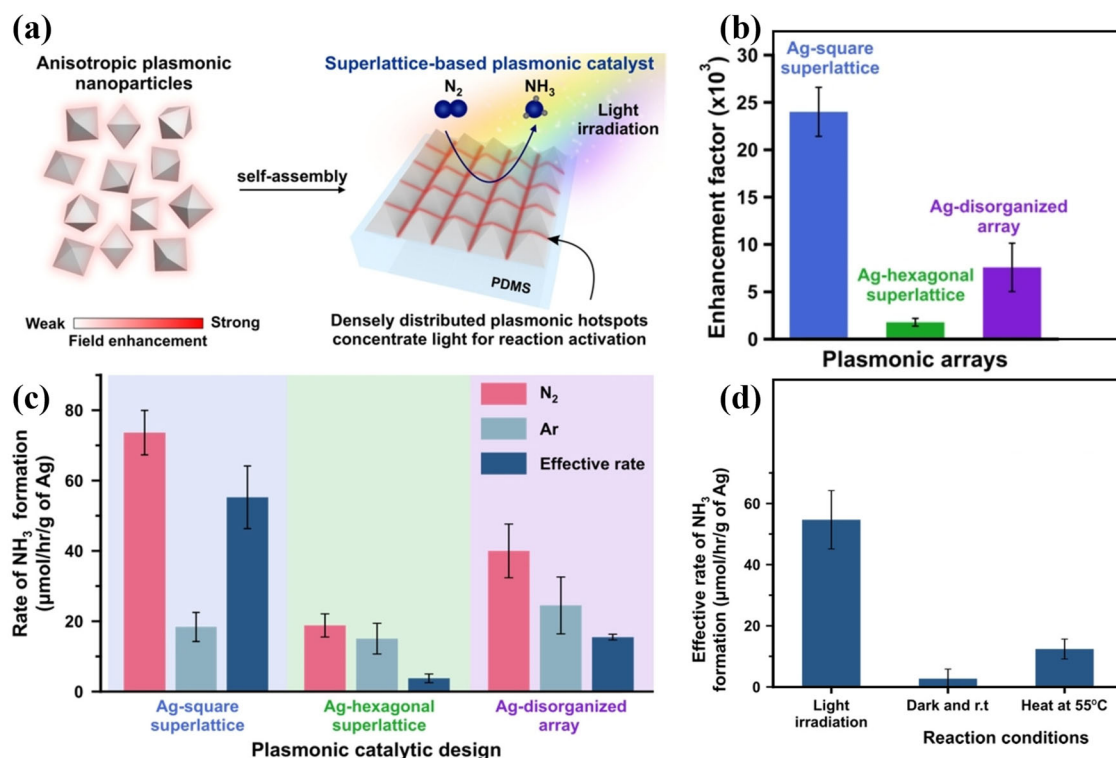 (a)
Anisotropic plasmonic
nanoparticles
Weak
Strong
Field enhancement
self-assembly
Superlattice-based plasmonic catalyst
N₂
NH₃
Light
irradiation
PDMS
Densely distributed plasmonic hotspots
concentrate light for reaction activation
(b)
Enhancement factor (x10³)
30
25
20
15
10
5
0
Ag-square
superlattice
Ag-hexagonal
superlattice
Ag-disorganized
array
Plasmonic arrays
(c)
Rate of NH₃ formation
(μmol/hr/g of Ag)
80
60
40
20
0
N₂
Ar
Effective rate
Ag-square
superlattice
Ag-hexagonal
superlattice
Ag-disorganized
array
Plasmonic catalytic design
(d)
Effective rate of NH₃
formation (μmol/hr/g of Ag)
60
40
20
10
0
Light
irradiation
Dark and r.t
Heat at 55ºC
Reaction conditions